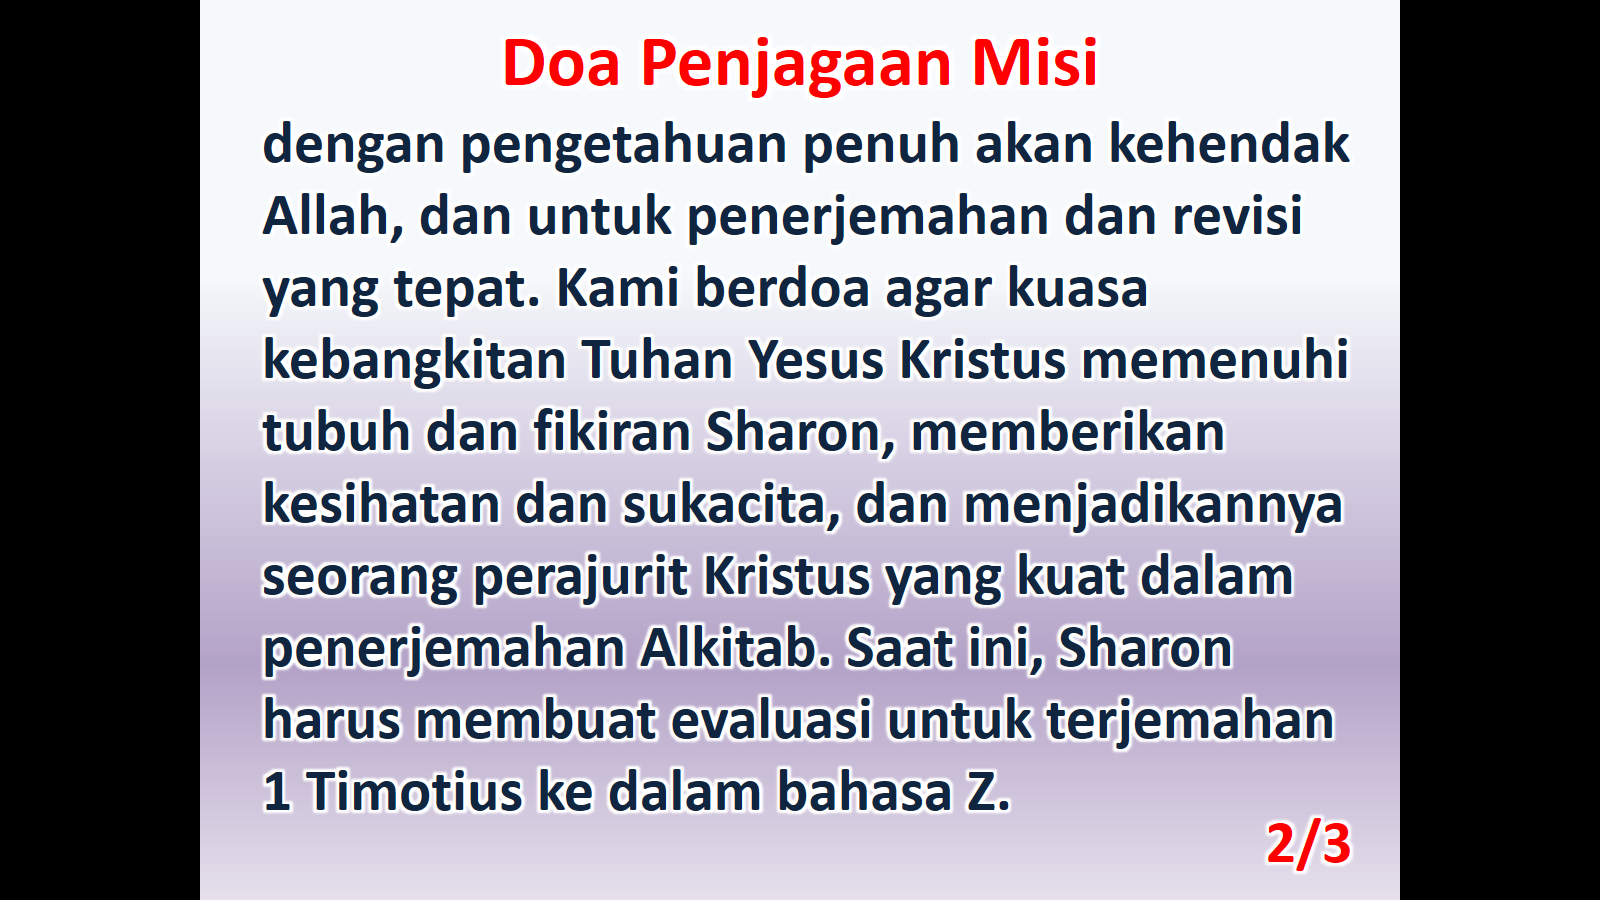 Doa Penjagaan Misi
dengan pengetahuan penuh akan kehendak
Allah, dan untuk penerjemahan dan revisi
yang tepat. Kami berdoa agar kuasa
kebangkitan Tuhan Yesus Kristus memenuhi
tubuh dan fikiran Sharon, memberikan
kesihatan dan sukacita, dan menjadikannya
seorang perajurit Kristus yang kuat dalam
penerjemahan Alkitab. Saat ini, Sharon
harus membuat evaluasi untuk terjemahan
1 Timotius ke dalam bahasa Z.
2/3